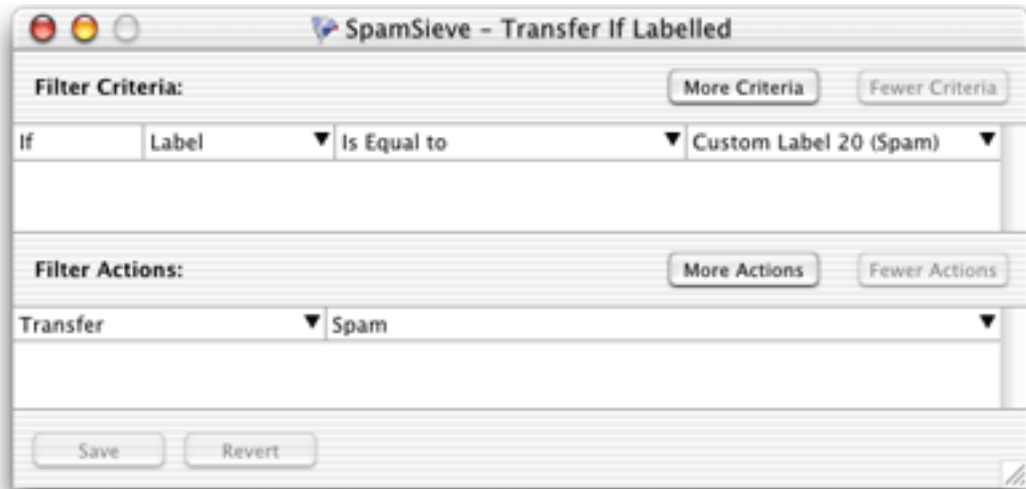 SpamSieve – Transfer If Labelled
Filter Criteria: More Criteria Fewer Criteria
If Label Is Equal to Custom Label 20 (Spam)
Filter Actions: More Actions Fewer Actions
Transfer Spam
Save Revert